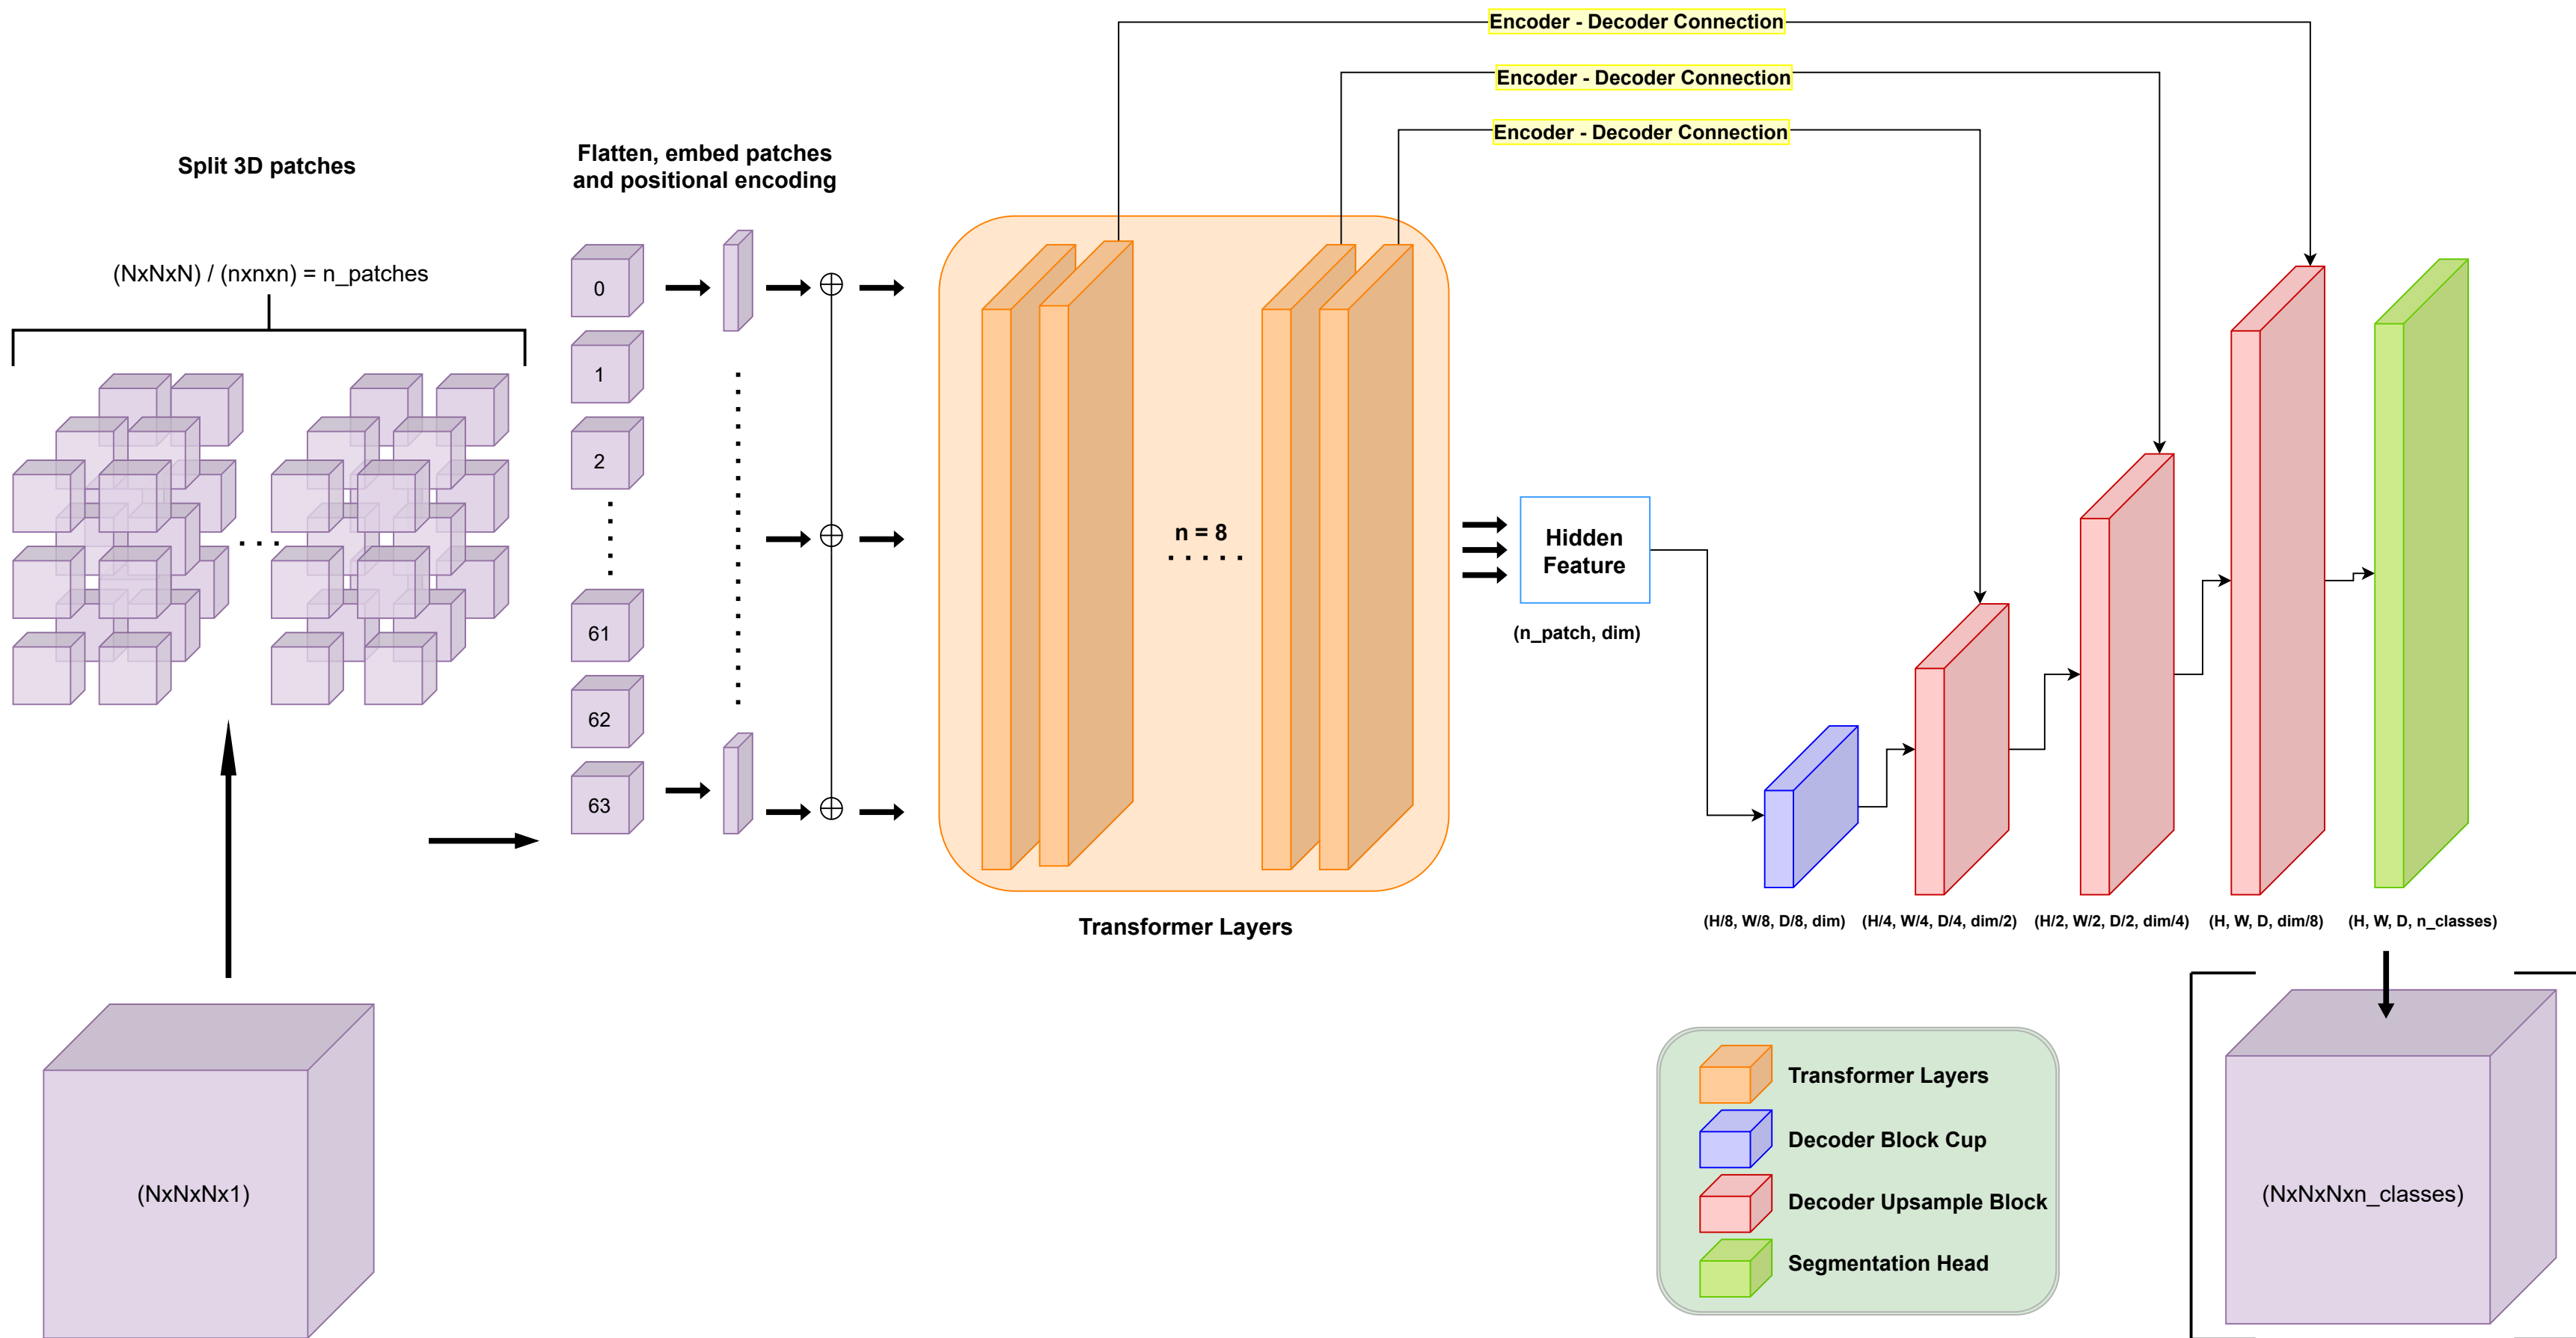 Encoder - Decoder Connection
Encoder - Decoder Connection
Encoder - Decoder Connection
Split 3D patches
Flatten, embed patches
and positional encoding
(NxNxN) / (nxnxn) = n_patches
0
1
2
61
62
63
n = 8
Transformer Layers
Hidden
Feature
(n_patch, dim)
(H/8, W/8, D/8, dim)
(H/4, W/4, D/4, dim/2)
(H/2, W/2, D/2, dim/4)
(H, W, D, dim/8)
(H, W, D, n_classes)
(NxNxNx1)
Transformer Layers
Decoder Block Cup
Decoder Upsample Block
Segmentation Head
(NxNxNxn_classes)